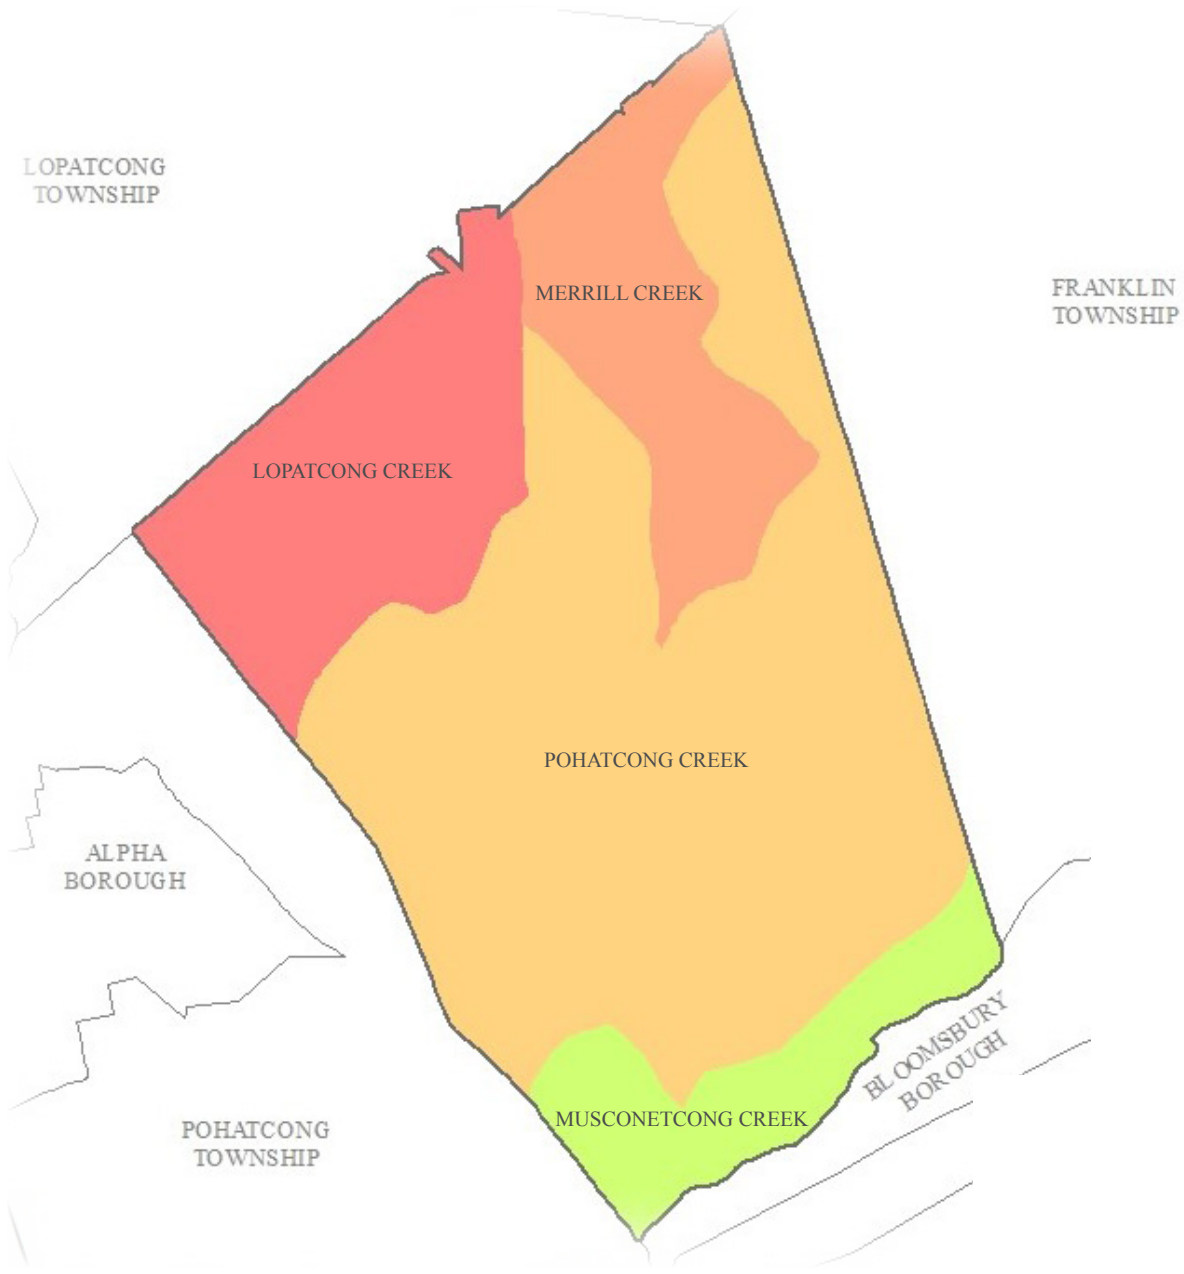 LOPATCONG
TOWNSHIP
MERRILL CREEK
FRANKLIN
TOWNSHIP
LOPATCONG CREEK
POHATCONG CREEK
ALPHA
BOROUGH
BLOOMSBURY
BOROUGH
MUSCONETCONG CREEK
POHATCONG
TOWNSHIP